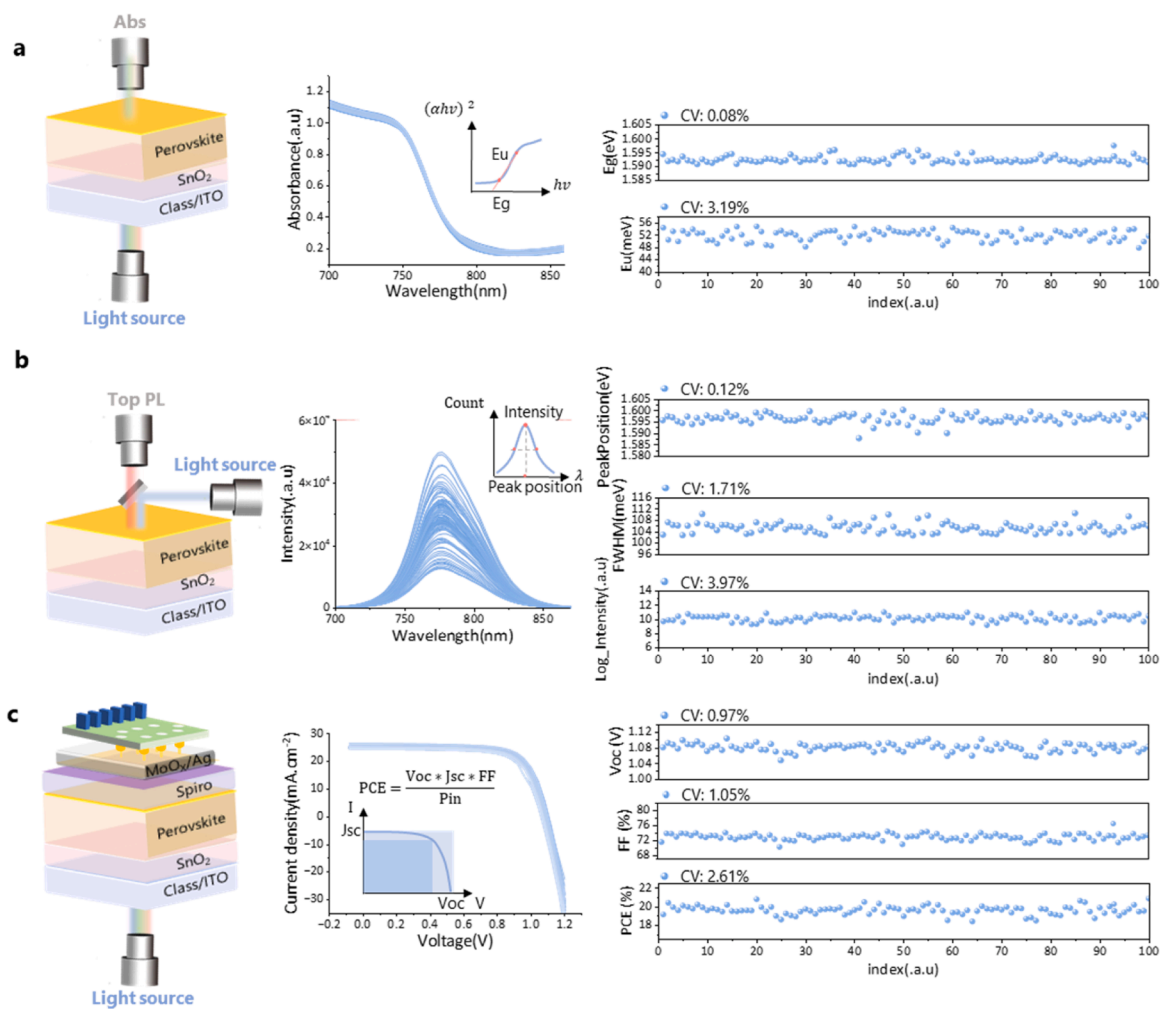 a
Abs
Perovskite
SnO₂
Class/ITO
Light source
Absorbance(.a.u)
1.2
1.0
0.8
0.6
0.4
0.2
700 750 800 850
Wavelength(nm)
(αhν) ²
Eu
Eg
hν
CV: 0.08%
Eg(eV)
1.605
1.600
1.595
1.590
1.585
CV: 3.19%
Eu(meV)
56
52
48
44
40
0 10 20 30 40 50 60 70 80 90 100
index(.a.u)
b
Top PL
Light source
Perovskite
SnO₂
Class/ITO
Intensity(.a.u)
6×10⁴
4×10⁴
2×10⁴
0
700 750 800 850
Wavelength(nm)
Count
Intensity
λ
Peak position
CV: 0.12%
PeakPosition(eV)
1.605
1.600
1.595
1.590
1.585
1.580
CV: 1.71%
FWHM(meV)
116
112
108
104
100
96
CV: 3.97%
Log_Intensity(.a.u)
14
12
10
8
6
0 10 20 30 40 50 60 70 80 90 100
index(.a.u)
c
MoOₓ/Ag
Spiro
Perovskite
SnO₂
Class/ITO
Light source
Current density(mA.cm⁻²)
30
20
10
0
−10
−20
−30
−0.2 0.0 0.2 0.4 0.6 0.8 1.0 1.2
Voltage(V)
PCE = Voc ∗ Jsc ∗ FF / Pin
I
Jsc
Voc V
CV: 0.97%
Voc (V)
1.12
1.08
1.04
1.00
CV: 1.05%
FF (%)
80
76
72
68
CV: 2.61%
PCE (%)
22
20
18
0 10 20 30 40 50 60 70 80 90 100
index(.a.u)